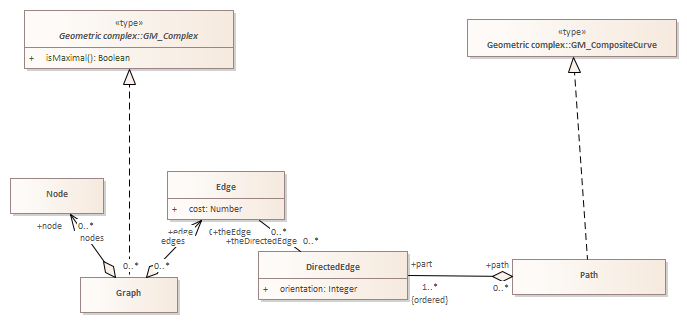 «type»
Geometric complex::GM_Complex
+ isMaximal(): Boolean
«type»
Geometric complex::GM_CompositeCurve
Node
Edge
+ cost: Number
+node 0..*
nodes
+edge
+theEdge 0..*
edges
+theDirectedEdge 0..*
0..* 0..*
Graph
DirectedEdge
+ orientation: Integer
+part
1..*
{ordered}
+path
0..*
Path